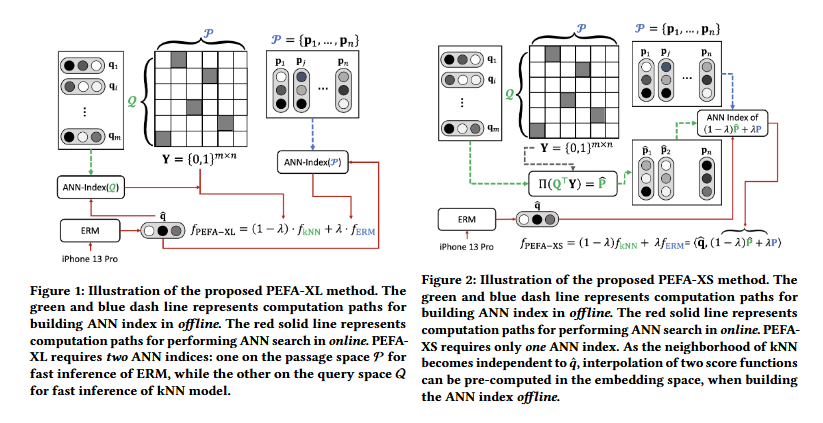 𝒫
𝒫 = {p₁, …, pₙ}
q₁
qᵢ
⋮
qₘ
𝒬
p₁ pⱼ … pₙ
Y = {0,1}ᵐˣⁿ
ANN-Index(𝒬)
ANN-Index(𝒫)
ERM
q̂
f_PEFA−XL = (1 − λ) · f_kNN + λ · f_ERM
iPhone 13 Pro
Figure 1: Illustration of the proposed PEFA-XL method. The
green and blue dash line represents computation paths for
building ANN index in offline. The red solid line represents
computation paths for performing ANN search in online. PEFA-
XL requires two ANN indices: one on the passage space 𝒫 for
fast inference of ERM, while the other on the query space 𝒬
for fast inference of kNN model.
𝒫
𝒫 = {p₁, …, pₙ}
q₁
qᵢ
⋮
qₘ
𝒬
p₁ pⱼ … pₙ
ANN Index of
(1 − λ)P̂ + λP
Y = {0,1}ᵐˣⁿ
Π(QᵀY) = P̂
p̂₁ p̂₂ … pₙ
ERM
q̂
iPhone 13 Pro
f_PEFA−XS = (1 − λ)f_kNN + λf_ERM= ⟨q̂, (1 − λ)P̂ + λP⟩
Figure 2: Illustration of the proposed PEFA-XS method. The
green and blue dash line represents computation paths for
building ANN index in offline. The red solid line represents
computation paths for performing ANN search in online. PEFA-
XS requires only one ANN index. As the neighborhood of kNN
becomes independent to q̂, interpolation of two score functions
can be pre-computed in the embedding space, when building
the ANN index offline.